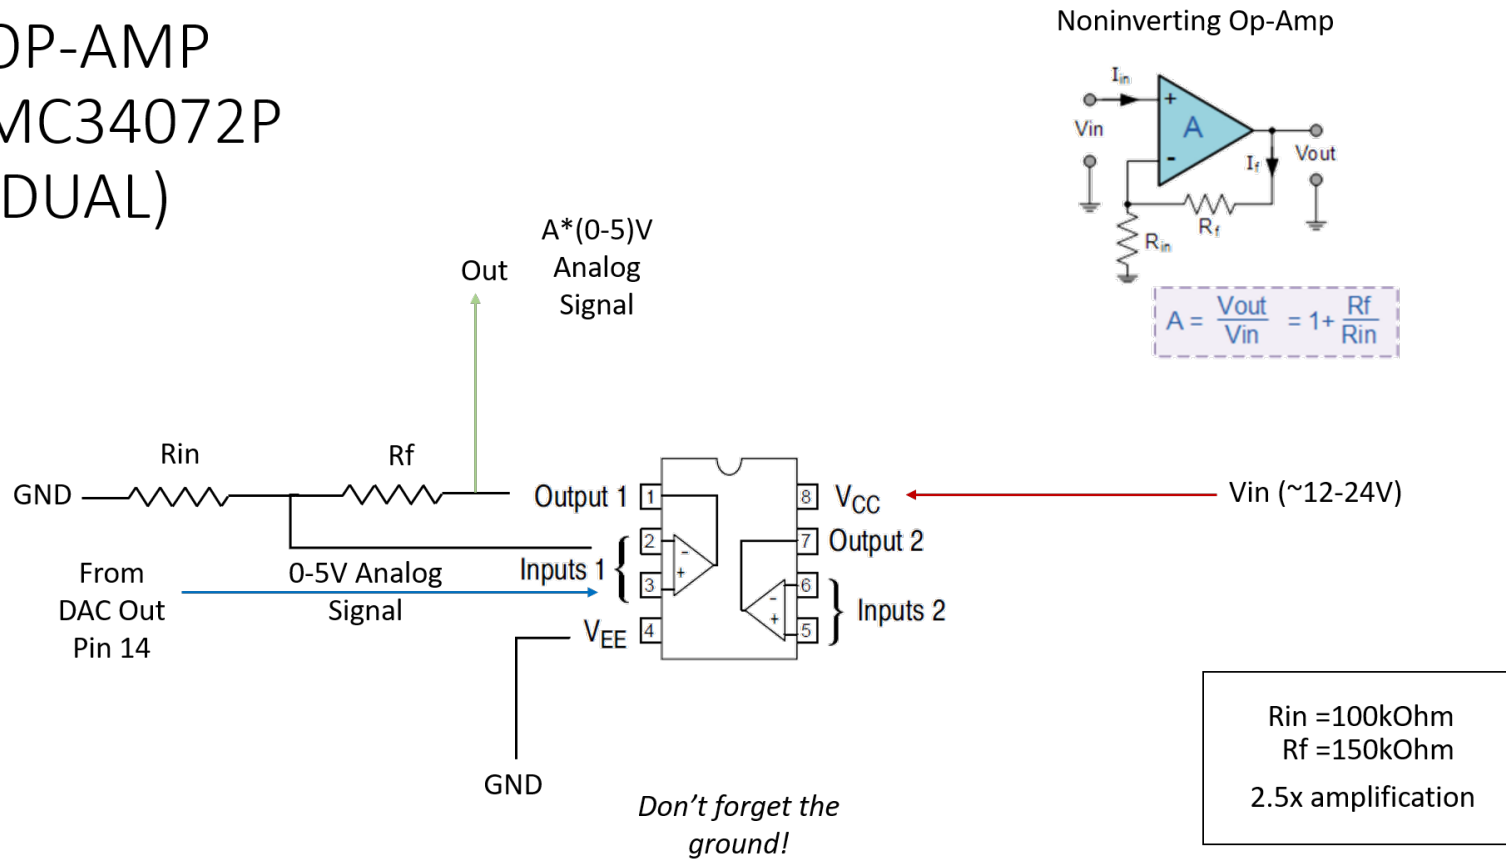 OP-AMP
MC34072P
DUAL)
Noninverting Op-Amp
Iin
+
Vin
A
-
If
Vout
Rf
Rin
A = Vout/Vin = 1+ Rf/Rin
A*(0-5)V
Analog
Signal
Out
Rin
Rf
GND
Output 1
1
8
VCC
Vin (~12-24V)
2
-
7
Output 2
Inputs 1
3
+
-
6
Inputs 2
From
DAC Out
Pin 14
0-5V Analog
Signal
VEE
4
+
5
GND
Don't forget the
ground!
Rin =100kOhm
Rf =150kOhm
2.5x amplification